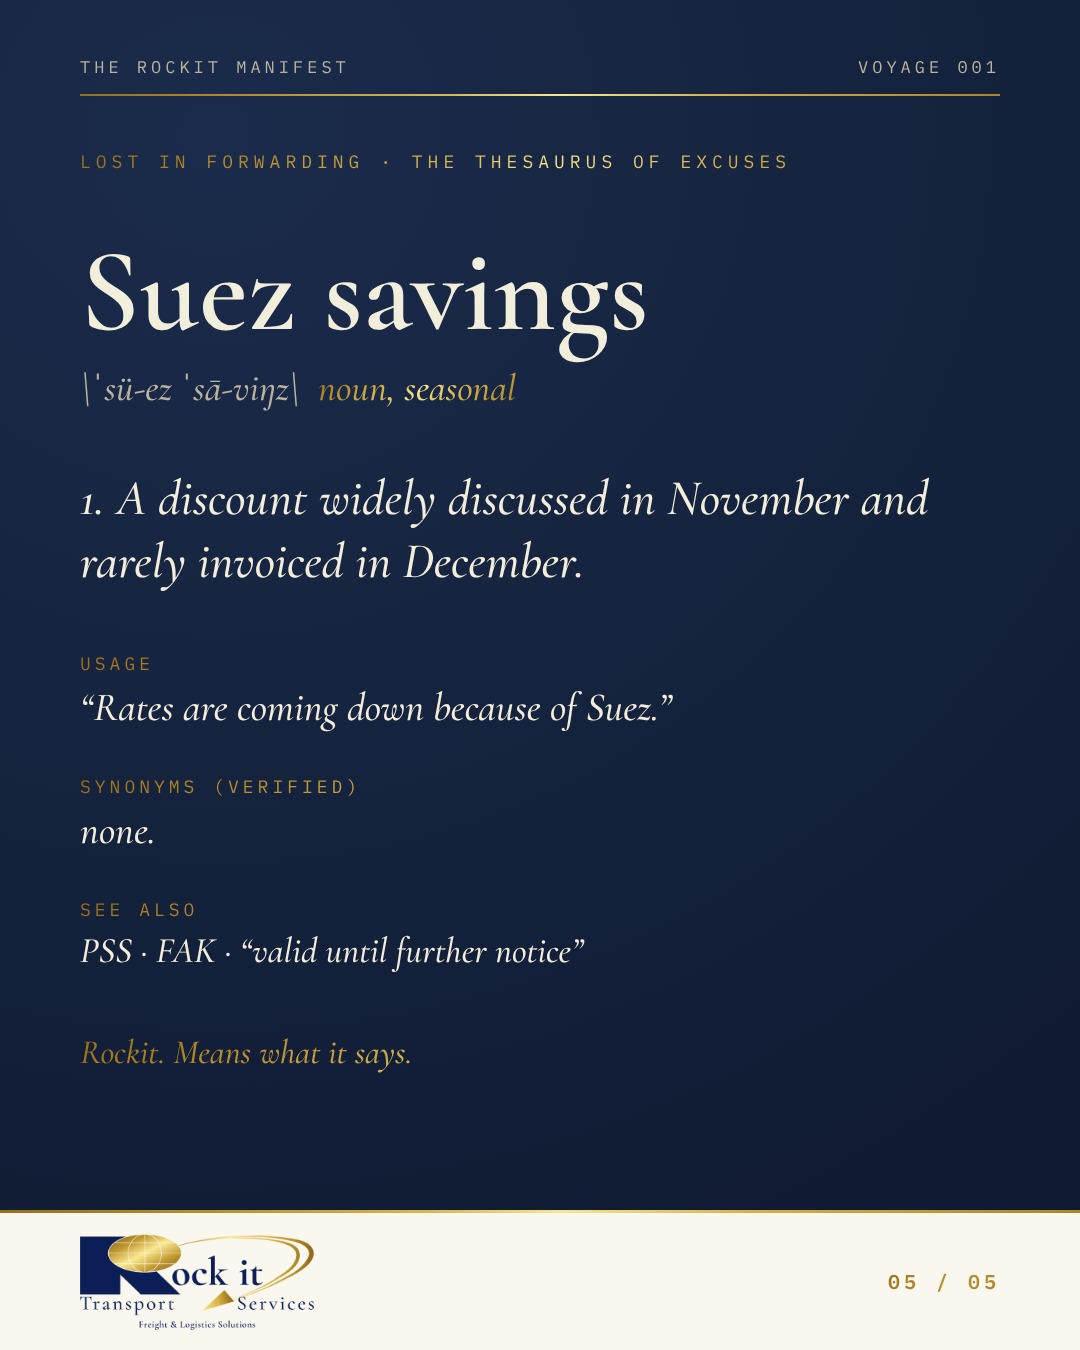 THE ROCKIT MANIFEST
VOYAGE 001
LOST IN FORWARDING · THE THESAURUS OF EXCUSES
Suez savings
\ˈsü-ez ˈsā-viŋz\ noun, seasonal
1. A discount widely discussed in November and
rarely invoiced in December.
USAGE
“Rates are coming down because of Suez.”
SYNONYMS (VERIFIED)
none.
SEE ALSO
PSS · FAK · “valid until further notice”
Rockit. Means what it says.
Rock it
Transport Services
Freight & Logistics Solutions
05 / 05